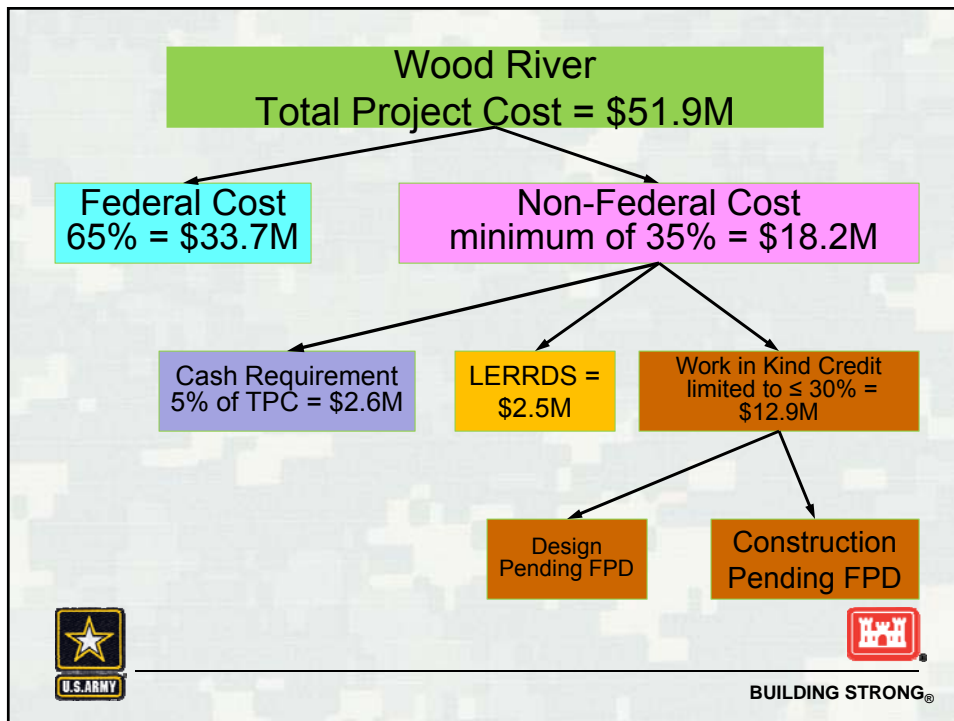 Wood River
Total Project Cost = $51.9M
Federal Cost
65% = $33.7M
Non-Federal Cost
minimum of 35% = $18.2M
Cash Requirement
5% of TPC = $2.6M
LERRDS =
$2.5M
Work in Kind Credit
limited to ≤ 30% =
$12.9M
Design
Pending FPD
Construction
Pending FPD
U.S.ARMY
®
BUILDING STRONG®